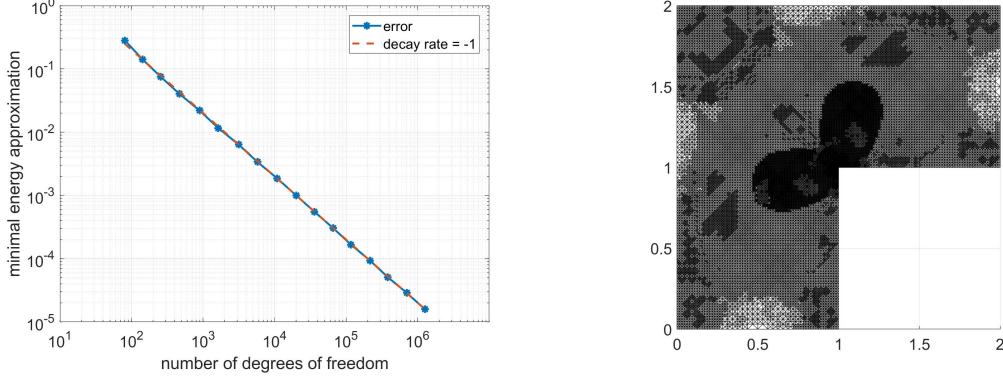 10^0
10^-1
10^-2
10^-3
10^-4
10^-5
minimal energy approximation
error
decay rate = -1
10^1 10^2 10^3 10^4 10^5 10^6
number of degrees of freedom
2
1.5
1
0.5
0
0 0.5 1 1.5 2